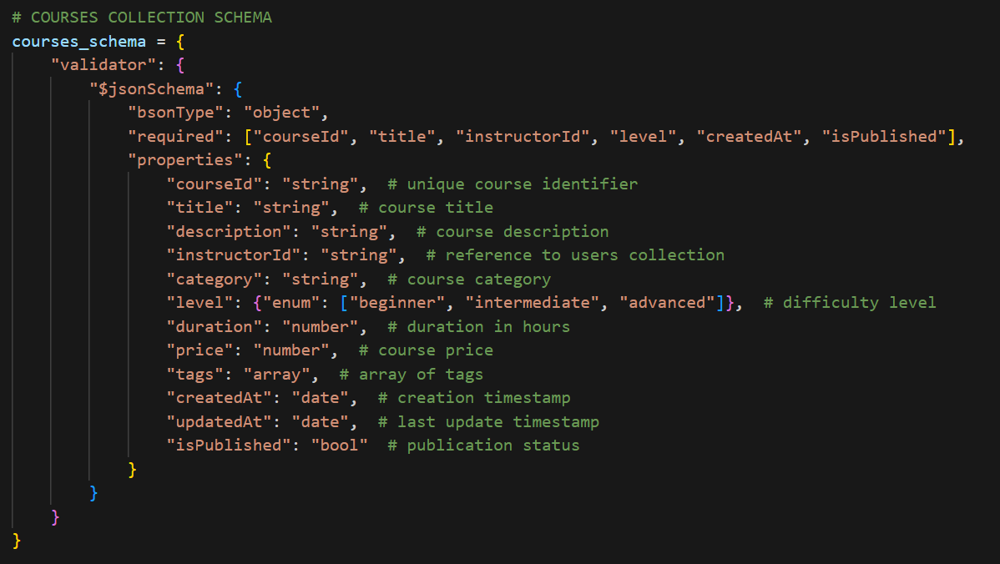 # COURSES COLLECTION SCHEMA
courses_schema = {
    "validator": {
        "$jsonSchema": {
            "bsonType": "object",
            "required": ["courseId", "title", "instructorId", "level", "createdAt", "isPublished"],
            "properties": {
                "courseId": "string",  # unique course identifier
                "title": "string",  # course title
                "description": "string",  # course description
                "instructorId": "string",  # reference to users collection
                "category": "string",  # course category
                "level": {"enum": ["beginner", "intermediate", "advanced"]},  # difficulty level
                "duration": "number",  # duration in hours
                "price": "number",  # course price
                "tags": "array",  # array of tags
                "createdAt": "date",  # creation timestamp
                "updatedAt": "date",  # last update timestamp
                "isPublished": "bool"  # publication status
            }
        }
    }
}